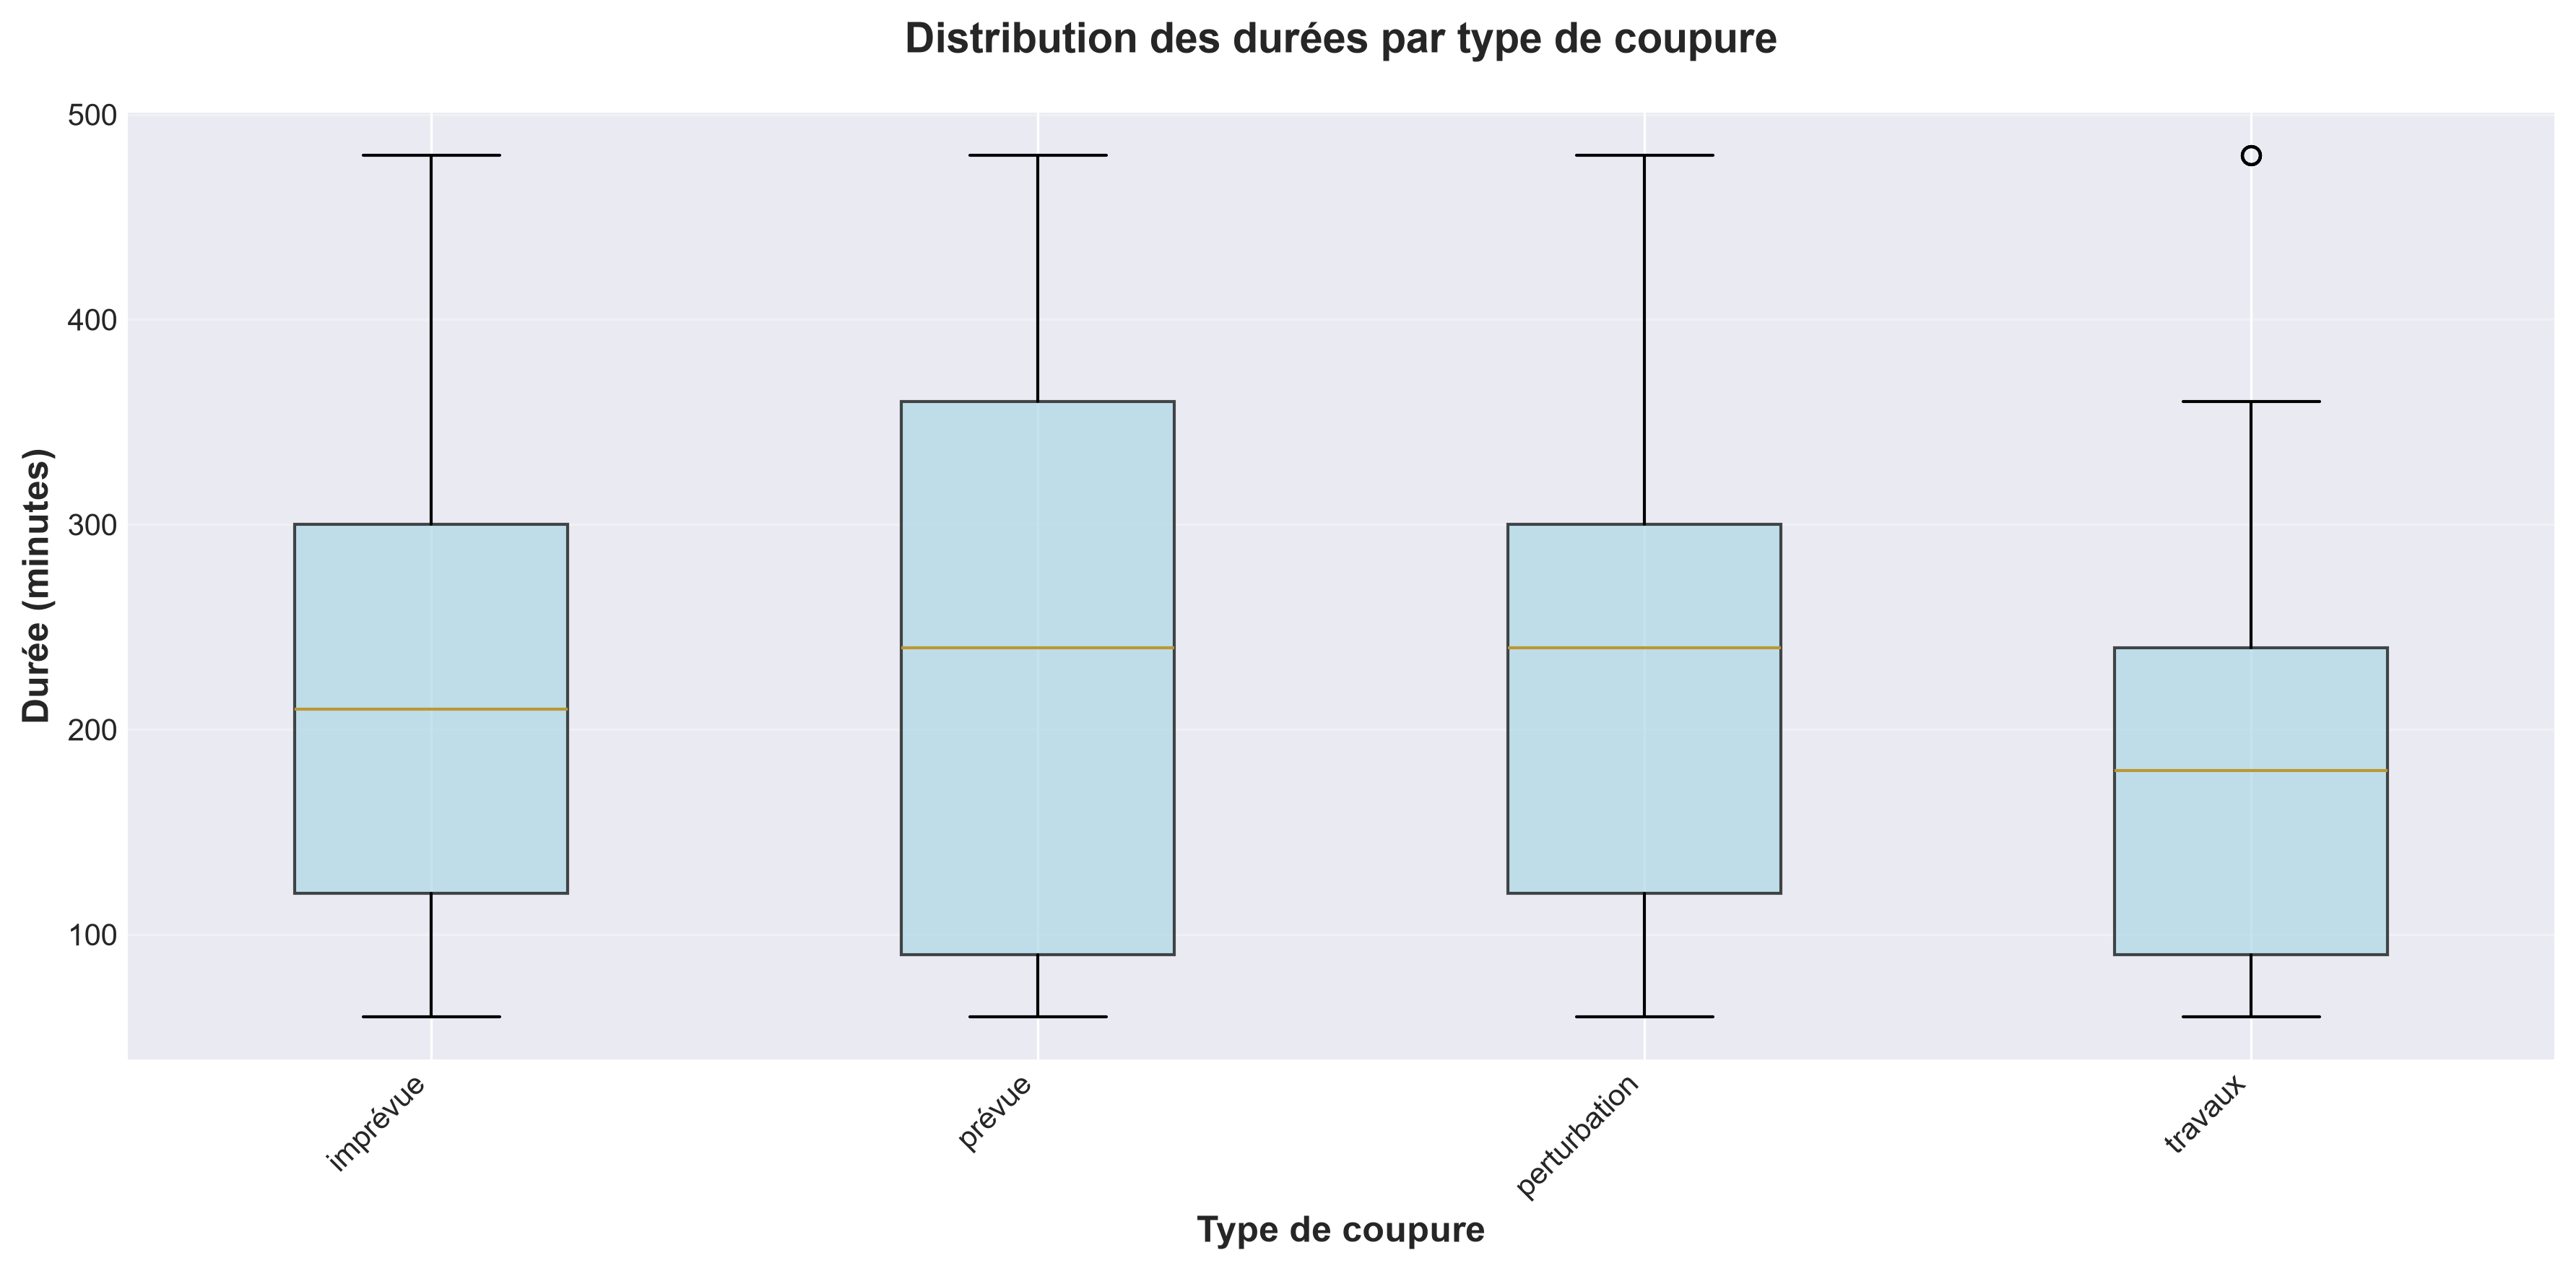 Distribution des durées par type de coupure
500
400
300
200
100
Durée (minutes)
imprévue
prévue
perturbation
travaux
Type de coupure